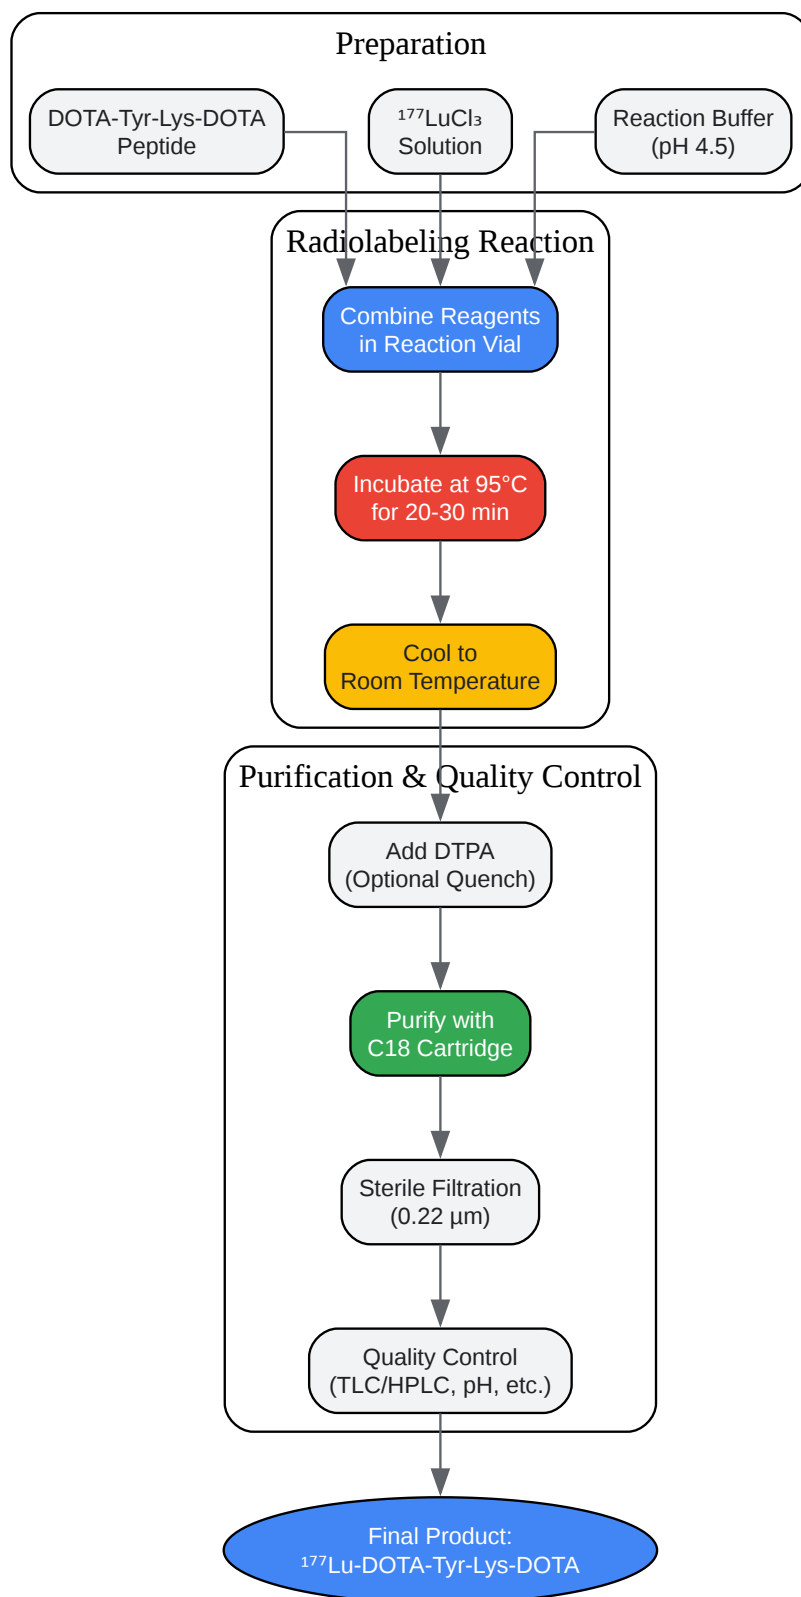 Preparation
DOTA-Tyr-Lys-DOTA
Peptide
¹⁷⁷LuCl₃
Solution
Reaction Buffer
(pH 4.5)
Radiolabeling Reaction
Combine Reagents
in Reaction Vial
Incubate at 95°C
for 20-30 min
Cool to
Room Temperature
Purification & Quality Control
Add DTPA
(Optional Quench)
Purify with
C18 Cartridge
Sterile Filtration
(0.22 µm)
Quality Control
(TLC/HPLC, pH, etc.)
Final Product:
¹⁷⁷Lu-DOTA-Tyr-Lys-DOTA